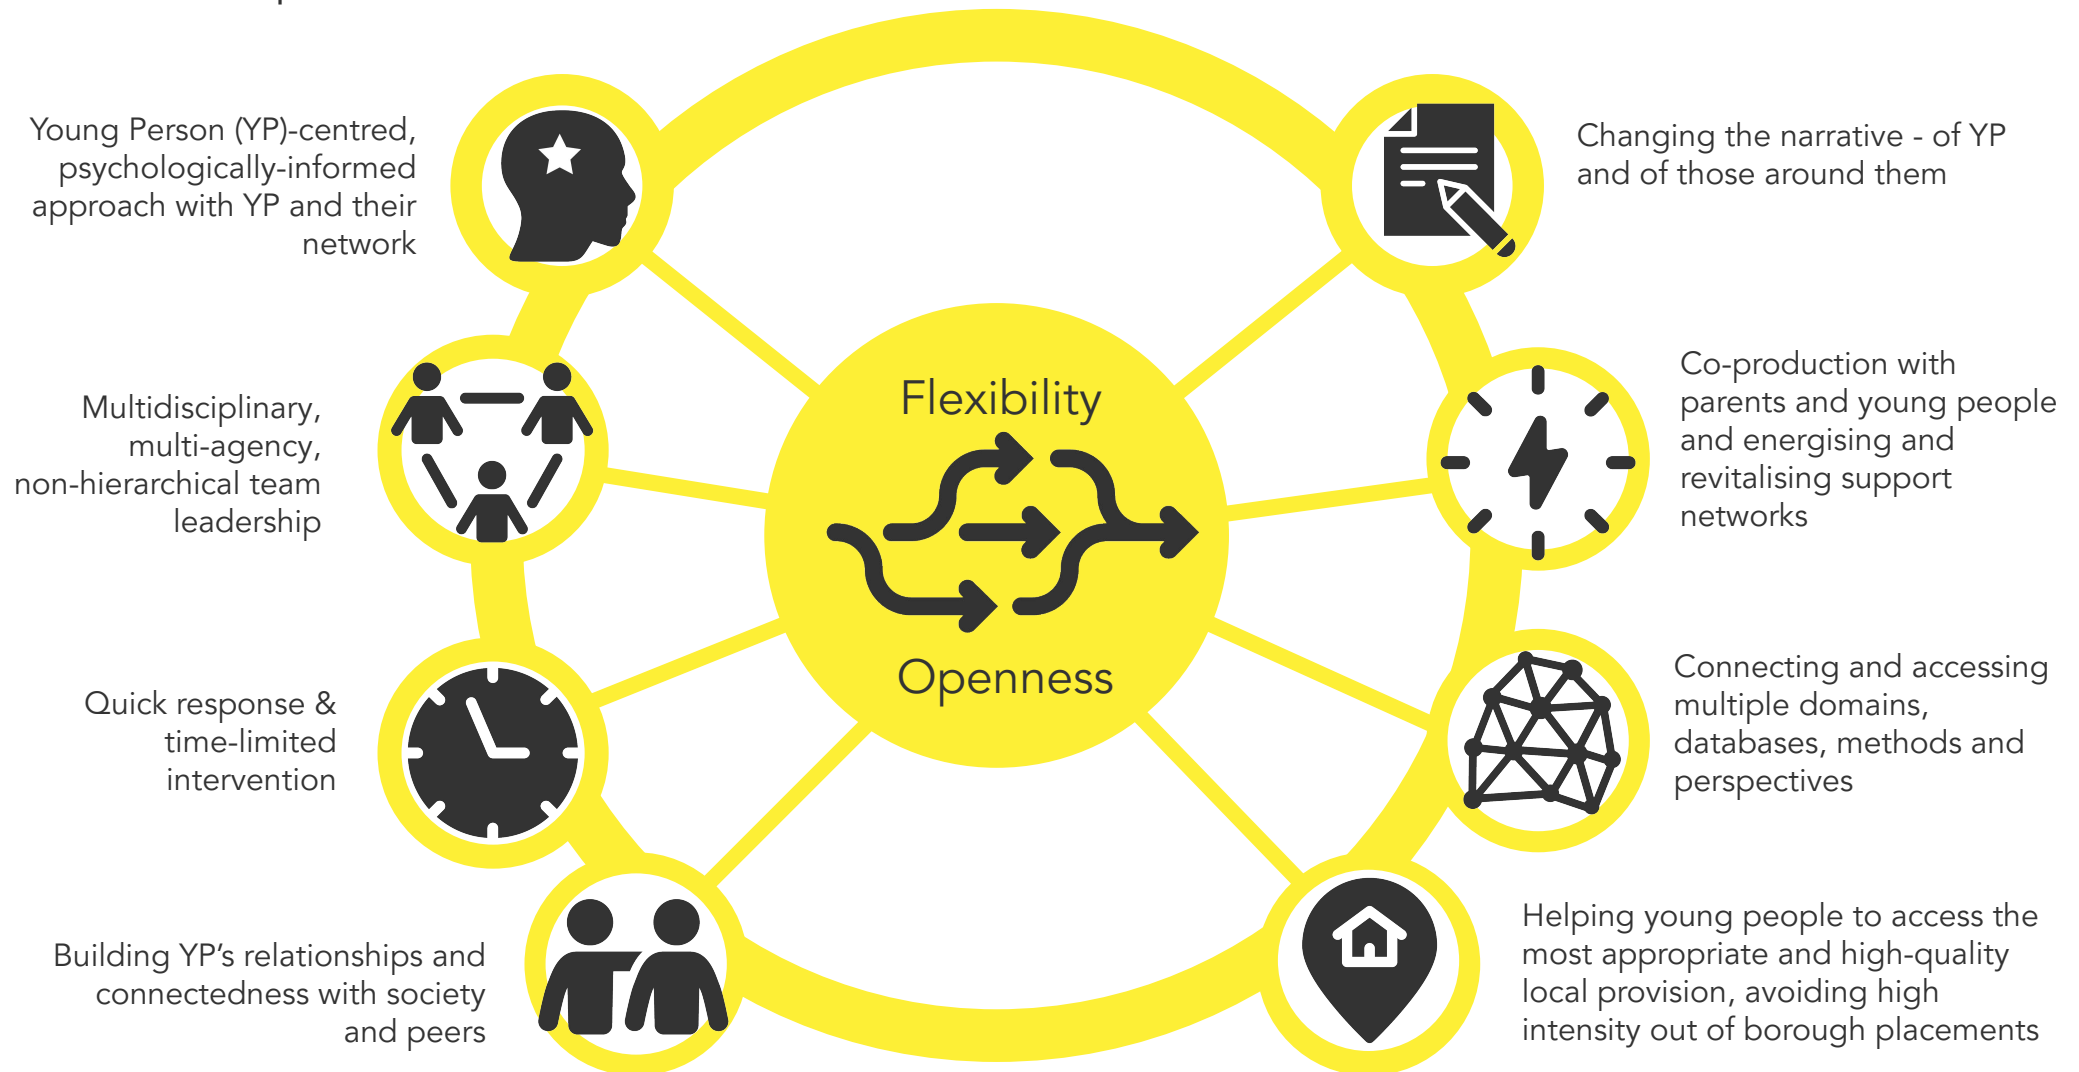 Young Person (YP)-centred,
psychologically-informed
approach with YP and their
network
Multidisciplinary,
multi-agency,
non-hierarchical team
leadership
Quick response &
time-limited
intervention
Building YP’s relationships and
connectedness with society
and peers
Flexibility
Openness
Changing the narrative - of YP
and of those around them
Co-production with
parents and young people
and energising and
revitalising support
networks
Connecting and accessing
multiple domains,
databases, methods and
perspectives
Helping young people to access the
most appropriate and high-quality
local provision, avoiding high
intensity out of borough placements